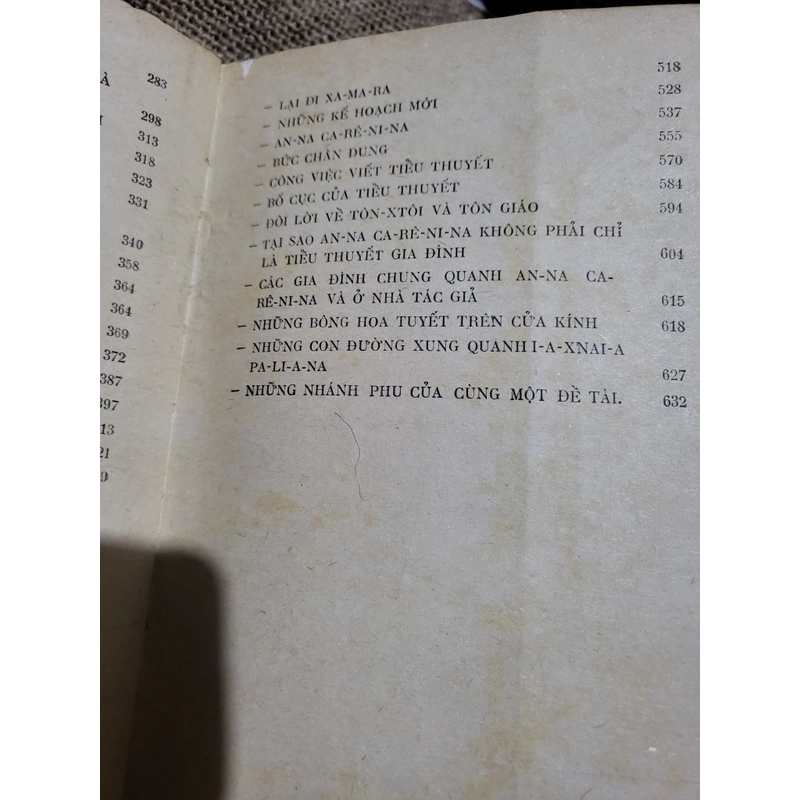 À 283
298
I 313
318
323
331
340
358
364
364
369
372
387
397
13
21
9
– LẠI ĐI XA-MA-RA 518
– NHỮNG KẾ HOẠCH MỚI 528
– AN-NA CA-RÊ-NI-NA 537
– BỨC CHÂN DUNG 555
– CÔNG VIỆC VIẾT TIỂU THUYẾT 570
– BỐ CỤC CỦA TIỂU THUYẾT 584
– ĐÔI LỜI VỀ TÔN-XTÔI VÀ TÔN GIÁO 594
– TẠI SAO AN-NA CA-RÊ-NI-NA KHÔNG PHẢI CHỈ
LÀ TIỂU THUYẾT GIA ĐÌNH 604
– CÁC GIA ĐÌNH CHUNG QUANH AN-NA CA-
RÊ-NI-NA VÀ Ở NHÀ TÁC GIẢ 615
– NHỮNG BÔNG HOA TUYẾT TRÊN CỬA KÍNH 618
– NHỮNG CON ĐƯỜNG XUNG QUANH I-A-XNAI-A
PA-LI-A-NA 627
– NHỮNG NHÁNH PHU CỦA CÙNG MỘT ĐỀ TÀI. 632